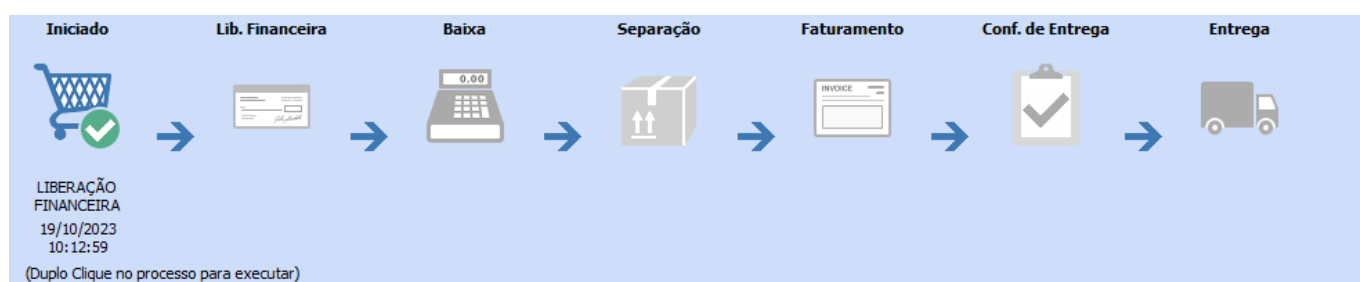 Iniciado
Lib. Financeira
Baixa
Separação
Faturamento
Conf. de Entrega
Entrega
0,00
INVOICE
LIBERAÇÃO
FINANCEIRA
19/10/2023
10:12:59
(Duplo Clique no processo para executar)